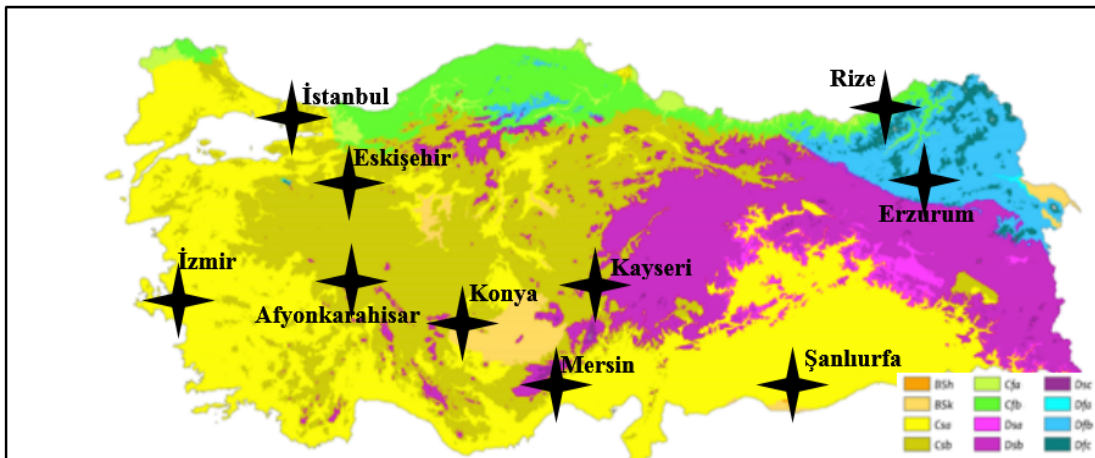 Rize
İstanbul
Eskişehir
Erzurum
İzmir
Kayseri
Konya
Afyonkarahisar
Mersin
Şanlıurfa
BSh
Cfa
Dsc
BSk
Cfb
Dfa
Csa
Dsa
Dfb
Csb
Dsb
Dfc